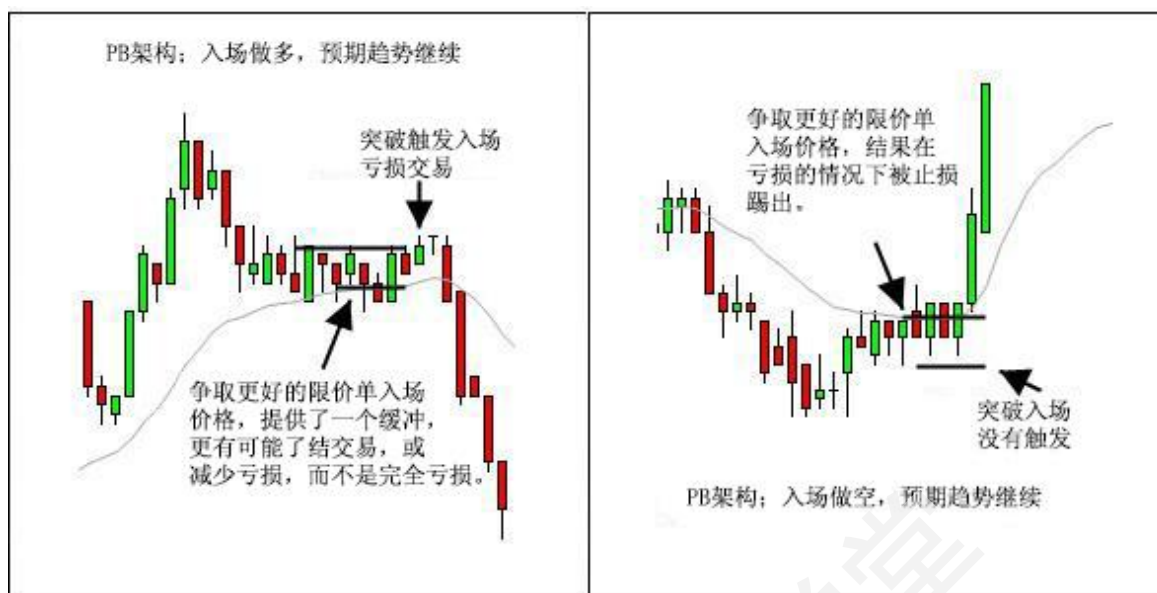 PB架构；入场做多，预期趋势继续
突破触发入场
亏损交易
争取更好的限价单入场
价格，提供了一个缓冲，
更有可能了结交易，或
减少亏损，而不是完全亏损。
争取更好的限价单
入场价格，结果在
亏损的情况下被止损
踢出。
突破入场
没有触发
PB架构；入场做空，预期趋势继续
堂